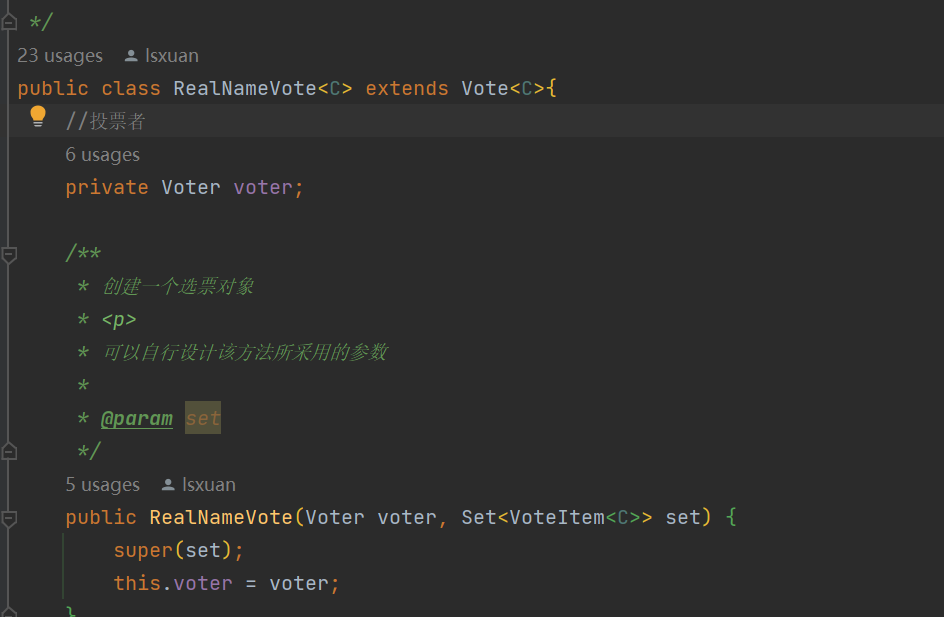 */
23 usages lsxuan
public class RealNameVote<C> extends Vote<C>{
//投票者
6 usages
private Voter voter;
/**
* 创建一个选票对象
* <p>
* 可以自行设计该方法所采用的参数
*
* @param set
*/
5 usages lsxuan
public RealNameVote(Voter voter, Set<VoteItem<C>> set) {
super(set);
this.voter = voter;
}